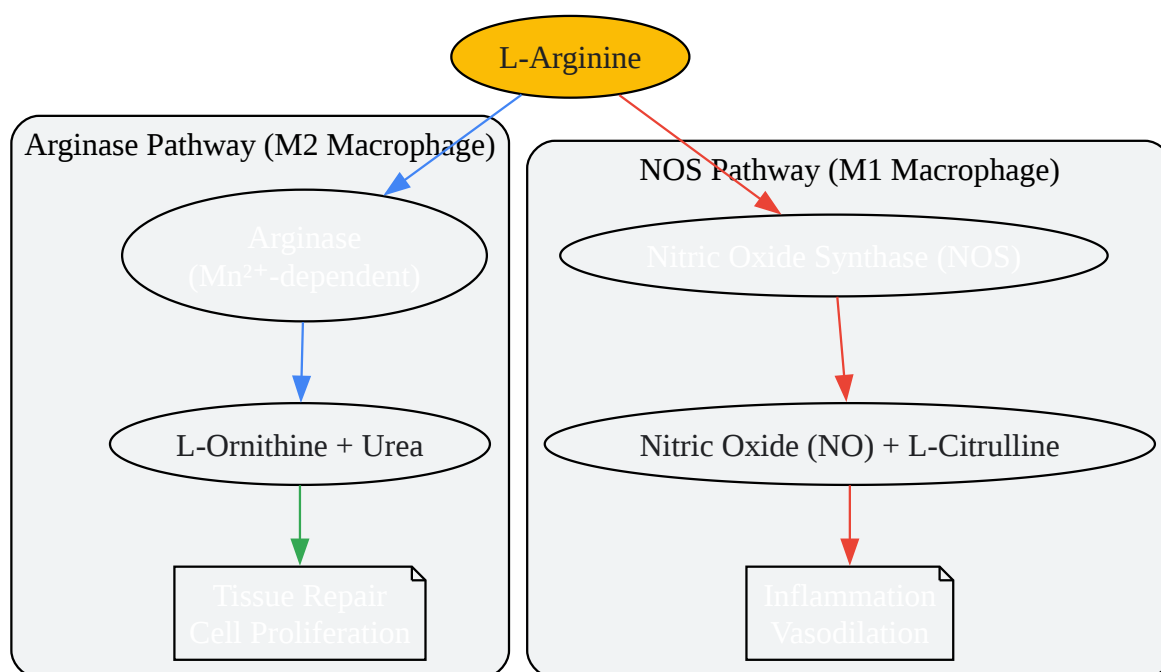 L-Arginine
Arginase Pathway (M2 Macrophage)
Arginase
(Mn²⁺-dependent)
L-Ornithine + Urea
Tissue Repair
Cell Proliferation
NOS Pathway (M1 Macrophage)
Nitric Oxide Synthase (NOS)
Nitric Oxide (NO) + L-Citrulline
Inflammation
Vasodilation